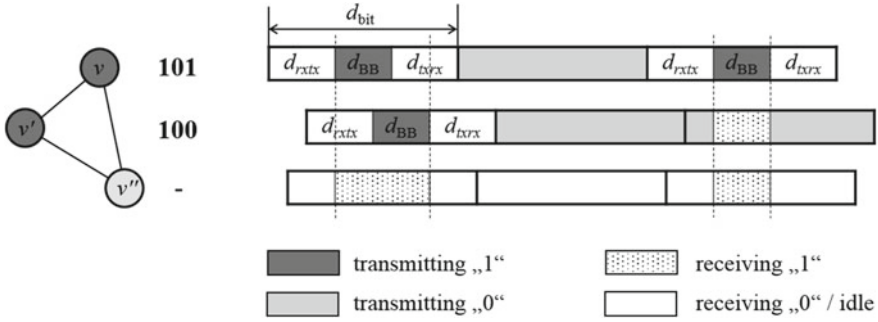 d_bit
v 101 d_rxtx d_BB d_txrx d_rxtx d_BB d_txrx
v' 100 d_rxtx d_BB d_txrx
v'' -
transmitting „1“ receiving „1“
transmitting „0“ receiving „0“ / idle